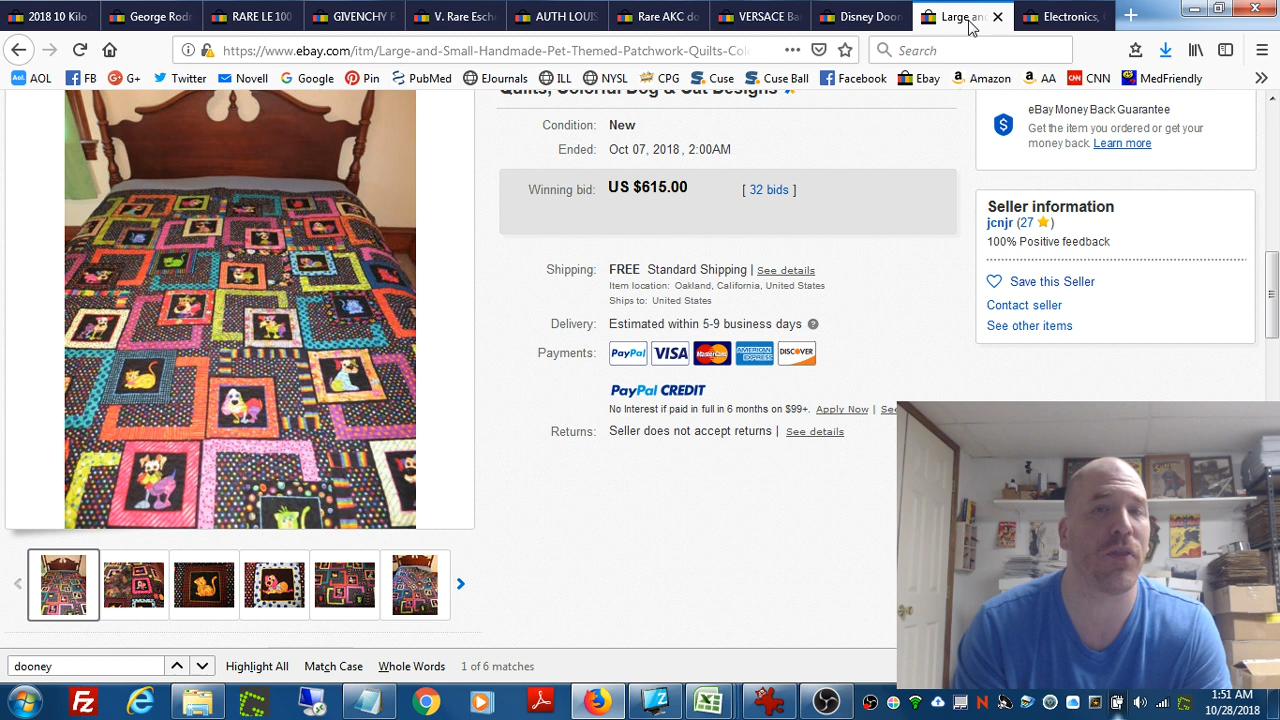 2018 10 Kilo
George Rodr
RARE LE 100
GIVENCHY R
V. Rare Esch
AUTH LOUIS
Rare AKC do
VERSACE Ba
Disney Doon
Large and
Electronics,
https://www.ebay.com/itm/Large-and-Small-Handmade-Pet-Themed-Patchwork-Quilts-Colo
Search
AOL
FB
G+
Twitter
Novell
Google
Pin
PubMed
EJournals
ILL
NYSL
CPG
Cuse
Cuse Ball
Facebook
Ebay
Amazon
AA
CNN
MedFriendly
Quilts, Colorful Dog & Cat Designs
Condition: New
Ended: Oct 07, 2018 , 2:00AM
Winning bid: US $615.00 [ 32 bids ]
Shipping: FREE Standard Shipping | See details
Item location: Oakland, California, United States
Ships to: United States
Delivery: Estimated within 5-9 business days
Payments: PayPal VISA MasterCard AMERICAN EXPRESS DISCOVER
PayPal CREDIT
No Interest if paid in full in 6 months on $99+. Apply Now | See
Returns: Seller does not accept returns | See details
eBay Money Back Guarantee
Get the item you ordered or get your
money back. Learn more
Seller information
jcnjr (27 )
100% Positive feedback
Save this Seller
Contact seller
See other items
dooney
Highlight All
Match Case
Whole Words
1 of 6 matches
1:51 AM
10/28/2018